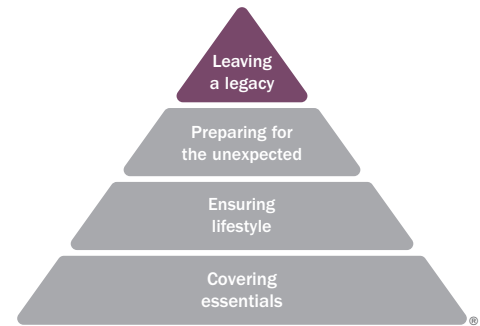 Leaving
a legacy
Preparing for
the unexpected
Ensuring
lifestyle
Covering
essentials
®